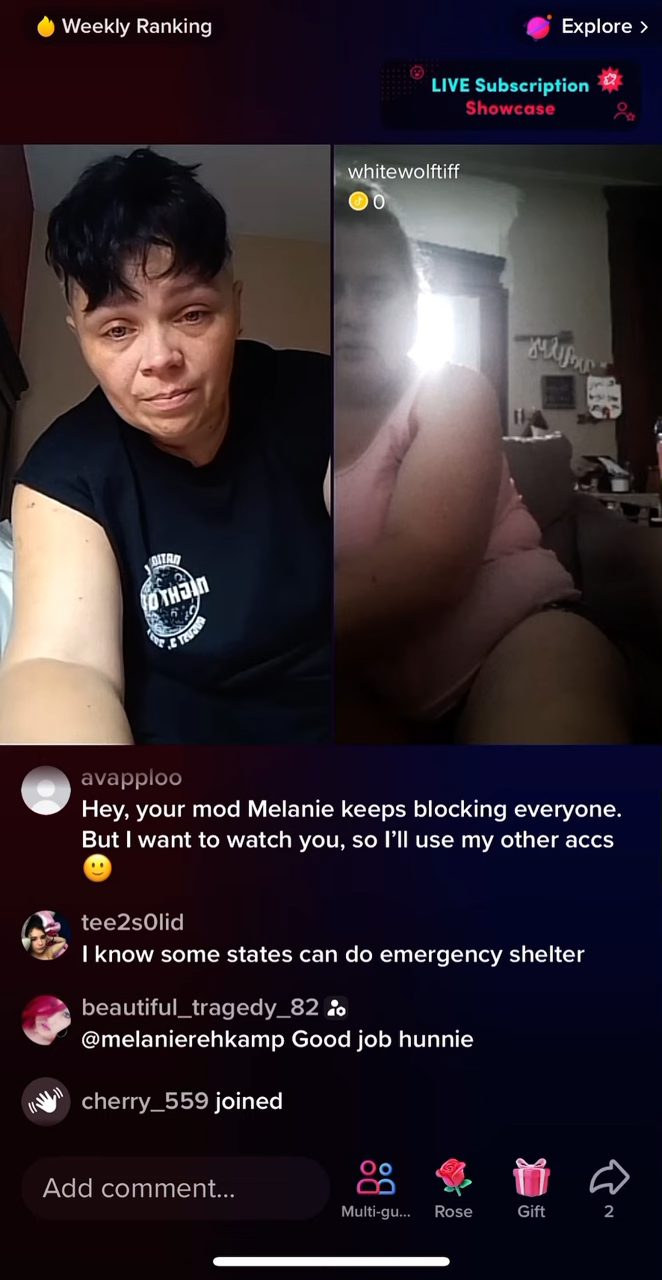 Weekly Ranking
Explore >
LIVE Subscription
Showcase
whitewolftiff
0
avapploo
Hey, your mod Melanie keeps blocking everyone.
But I want to watch you, so I’ll use my other accs
🙂
tee2s0lid
I know some states can do emergency shelter
beautiful_tragedy_82
@melanierehkamp Good job hunnie
cherry_559 joined
Add comment...
Multi-gu...
Rose
Gift
2